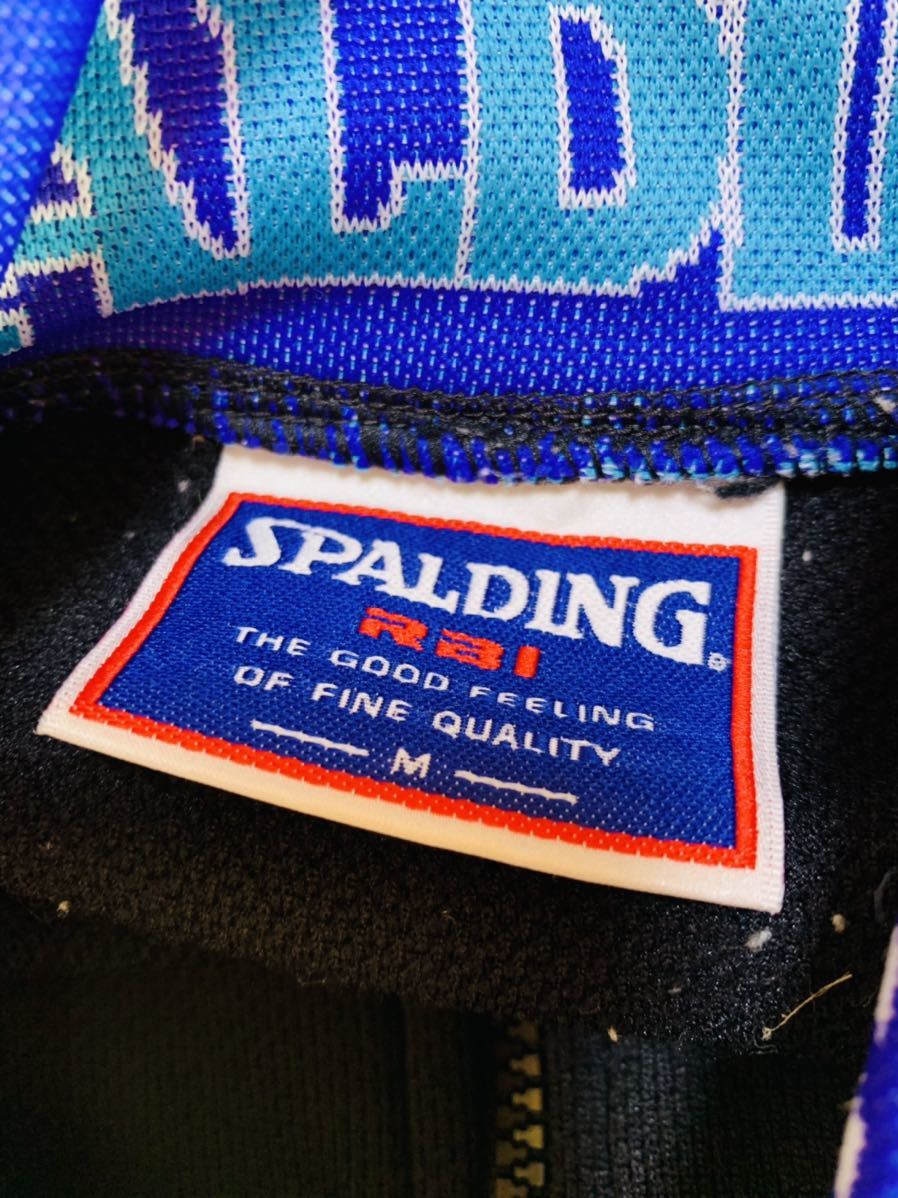 SPALDING®
RBI
THE GOOD FEELING
OF FINE QUALITY
M